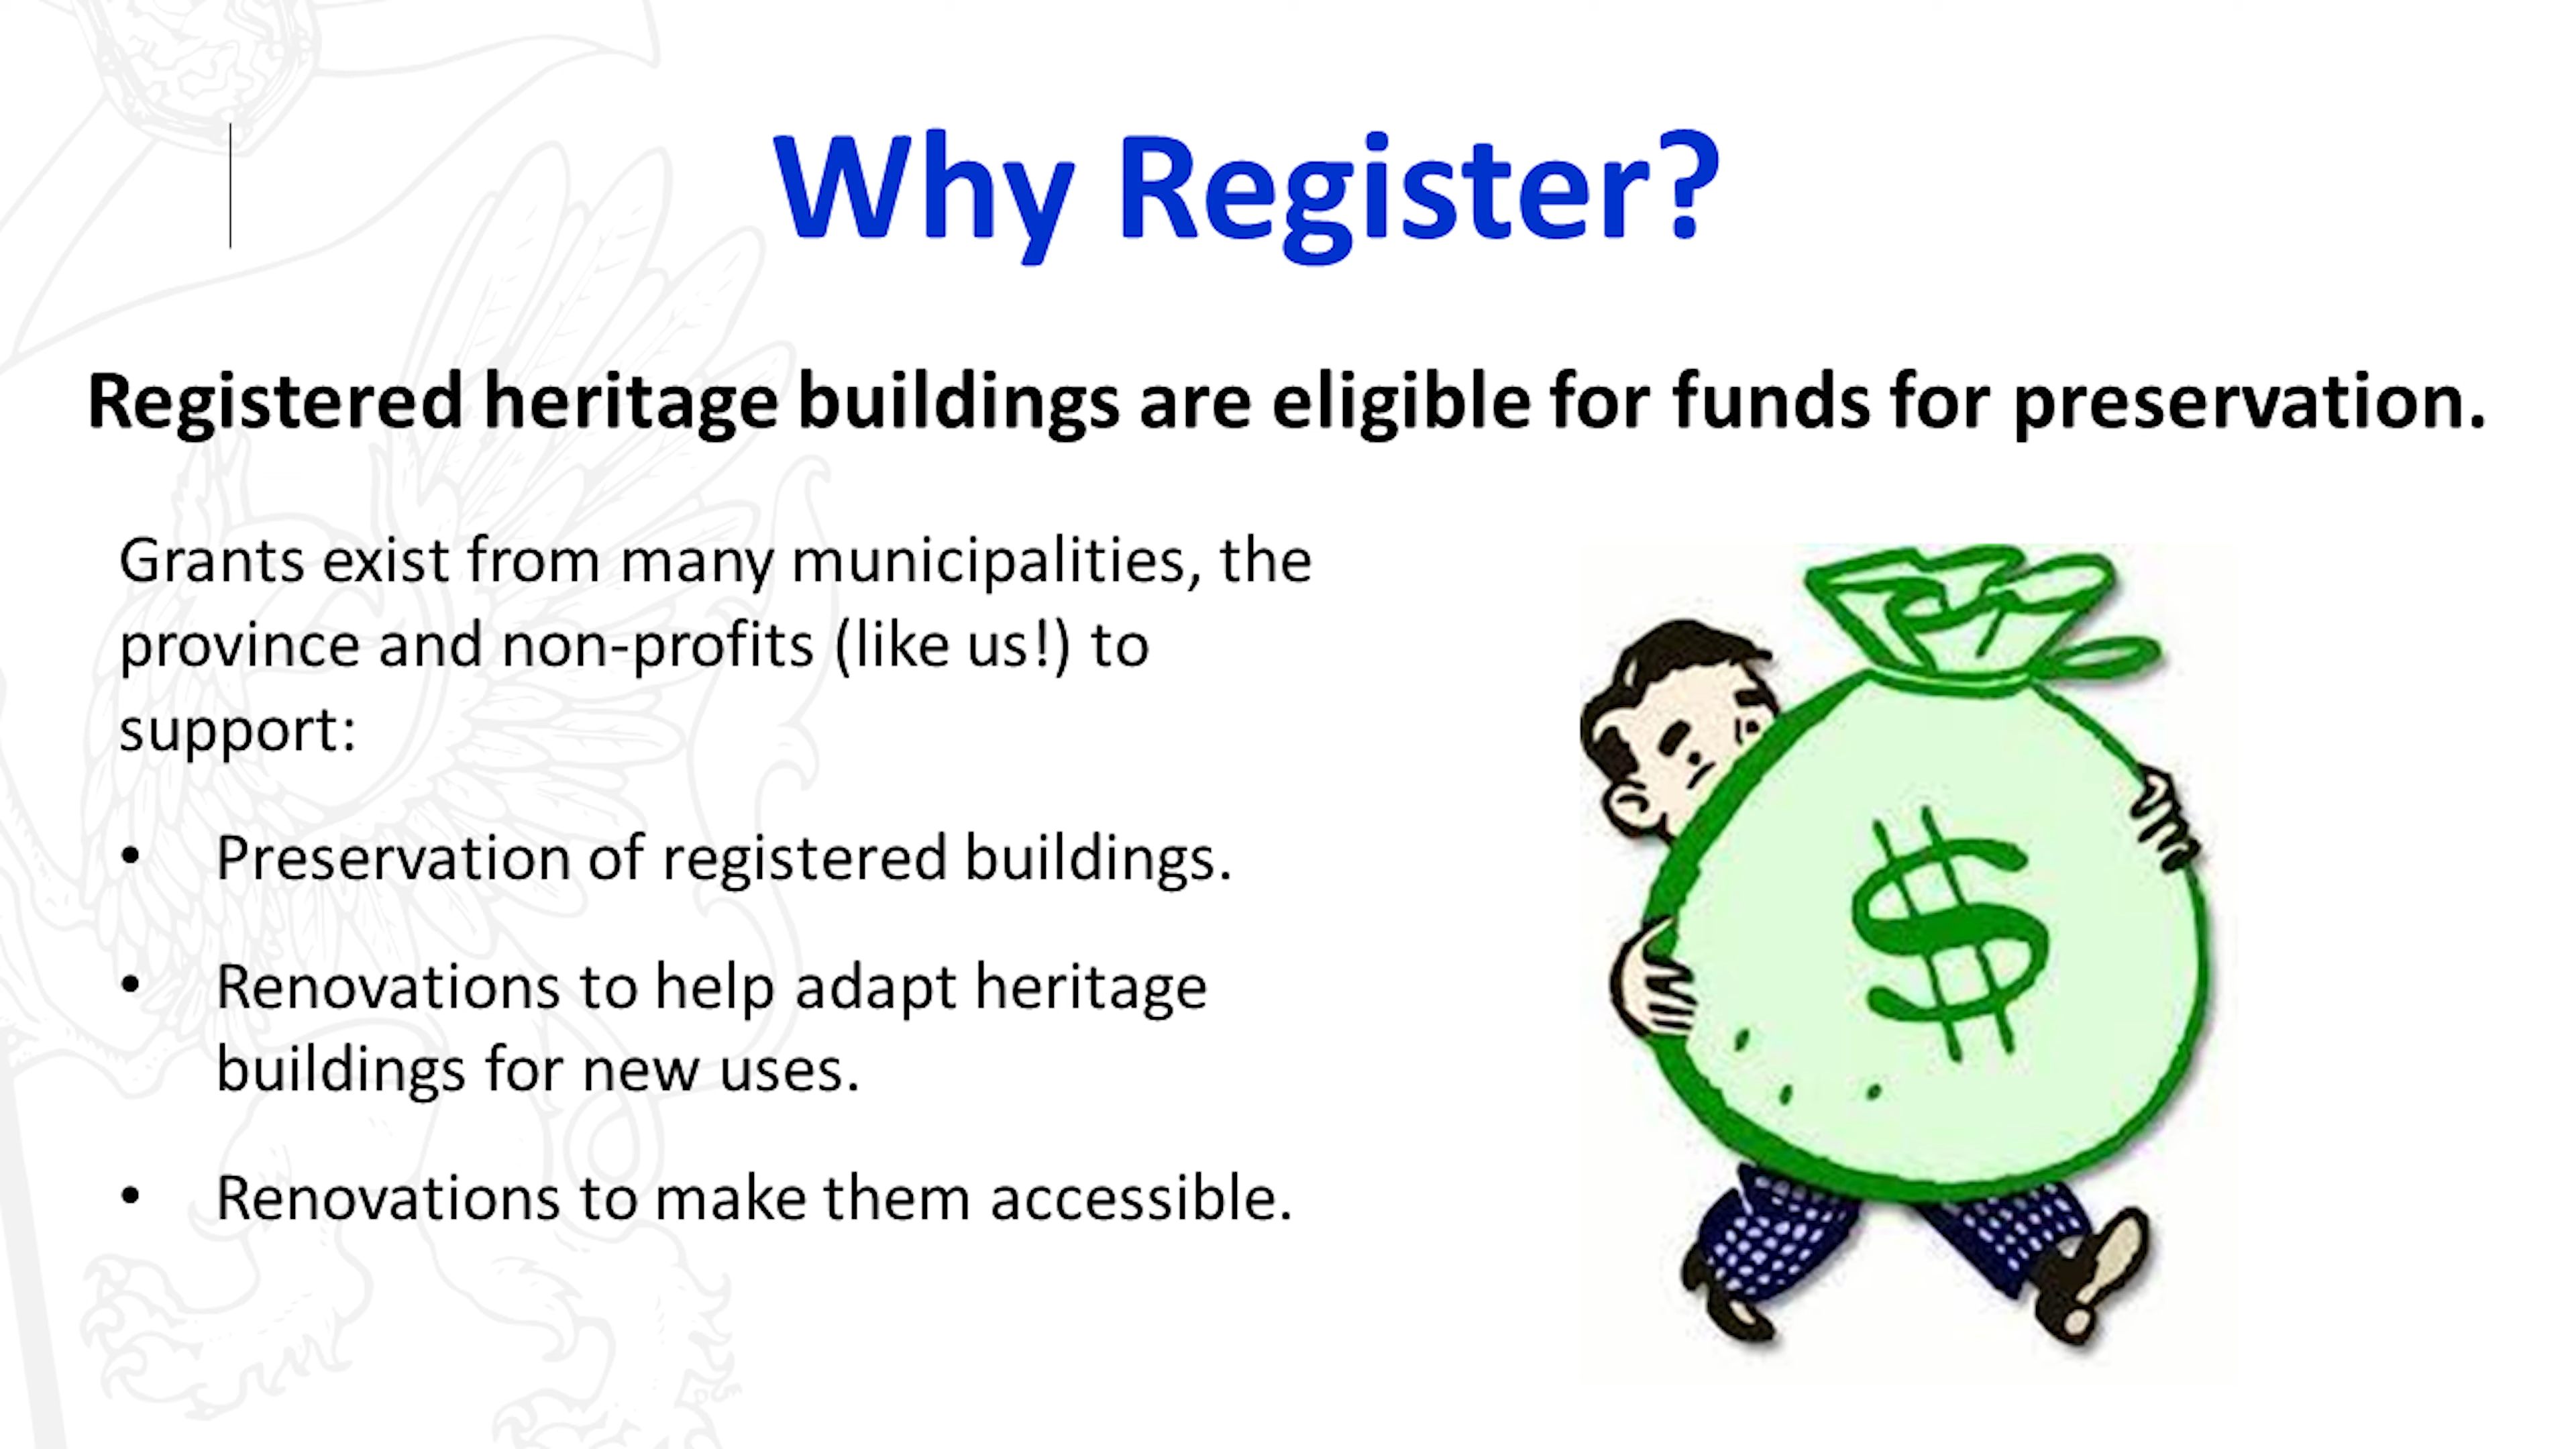 Why Register?
Registered heritage buildings are eligible for funds for preservation.
Grants exist from many municipalities, the
province and non-profits (like us!) to
support:
• Preservation of registered buildings.
• Renovations to help adapt heritage
buildings for new uses.
• Renovations to make them accessible.
$